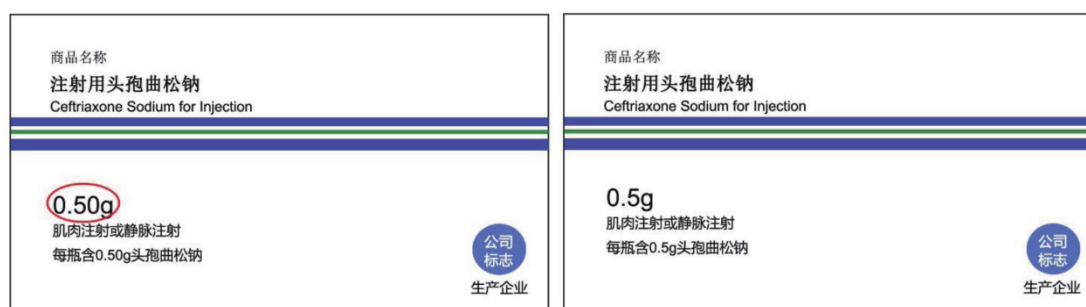 商品名称
注射用头孢曲松钠
Ceftriaxone Sodium for Injection
0.50g
肌肉注射或静脉注射
每瓶含0.50g头孢曲松钠
公司
标志
生产企业
商品名称
注射用头孢曲松钠
Ceftriaxone Sodium for Injection
0.5g
肌肉注射或静脉注射
每瓶含0.5g头孢曲松钠
公司
标志
生产企业